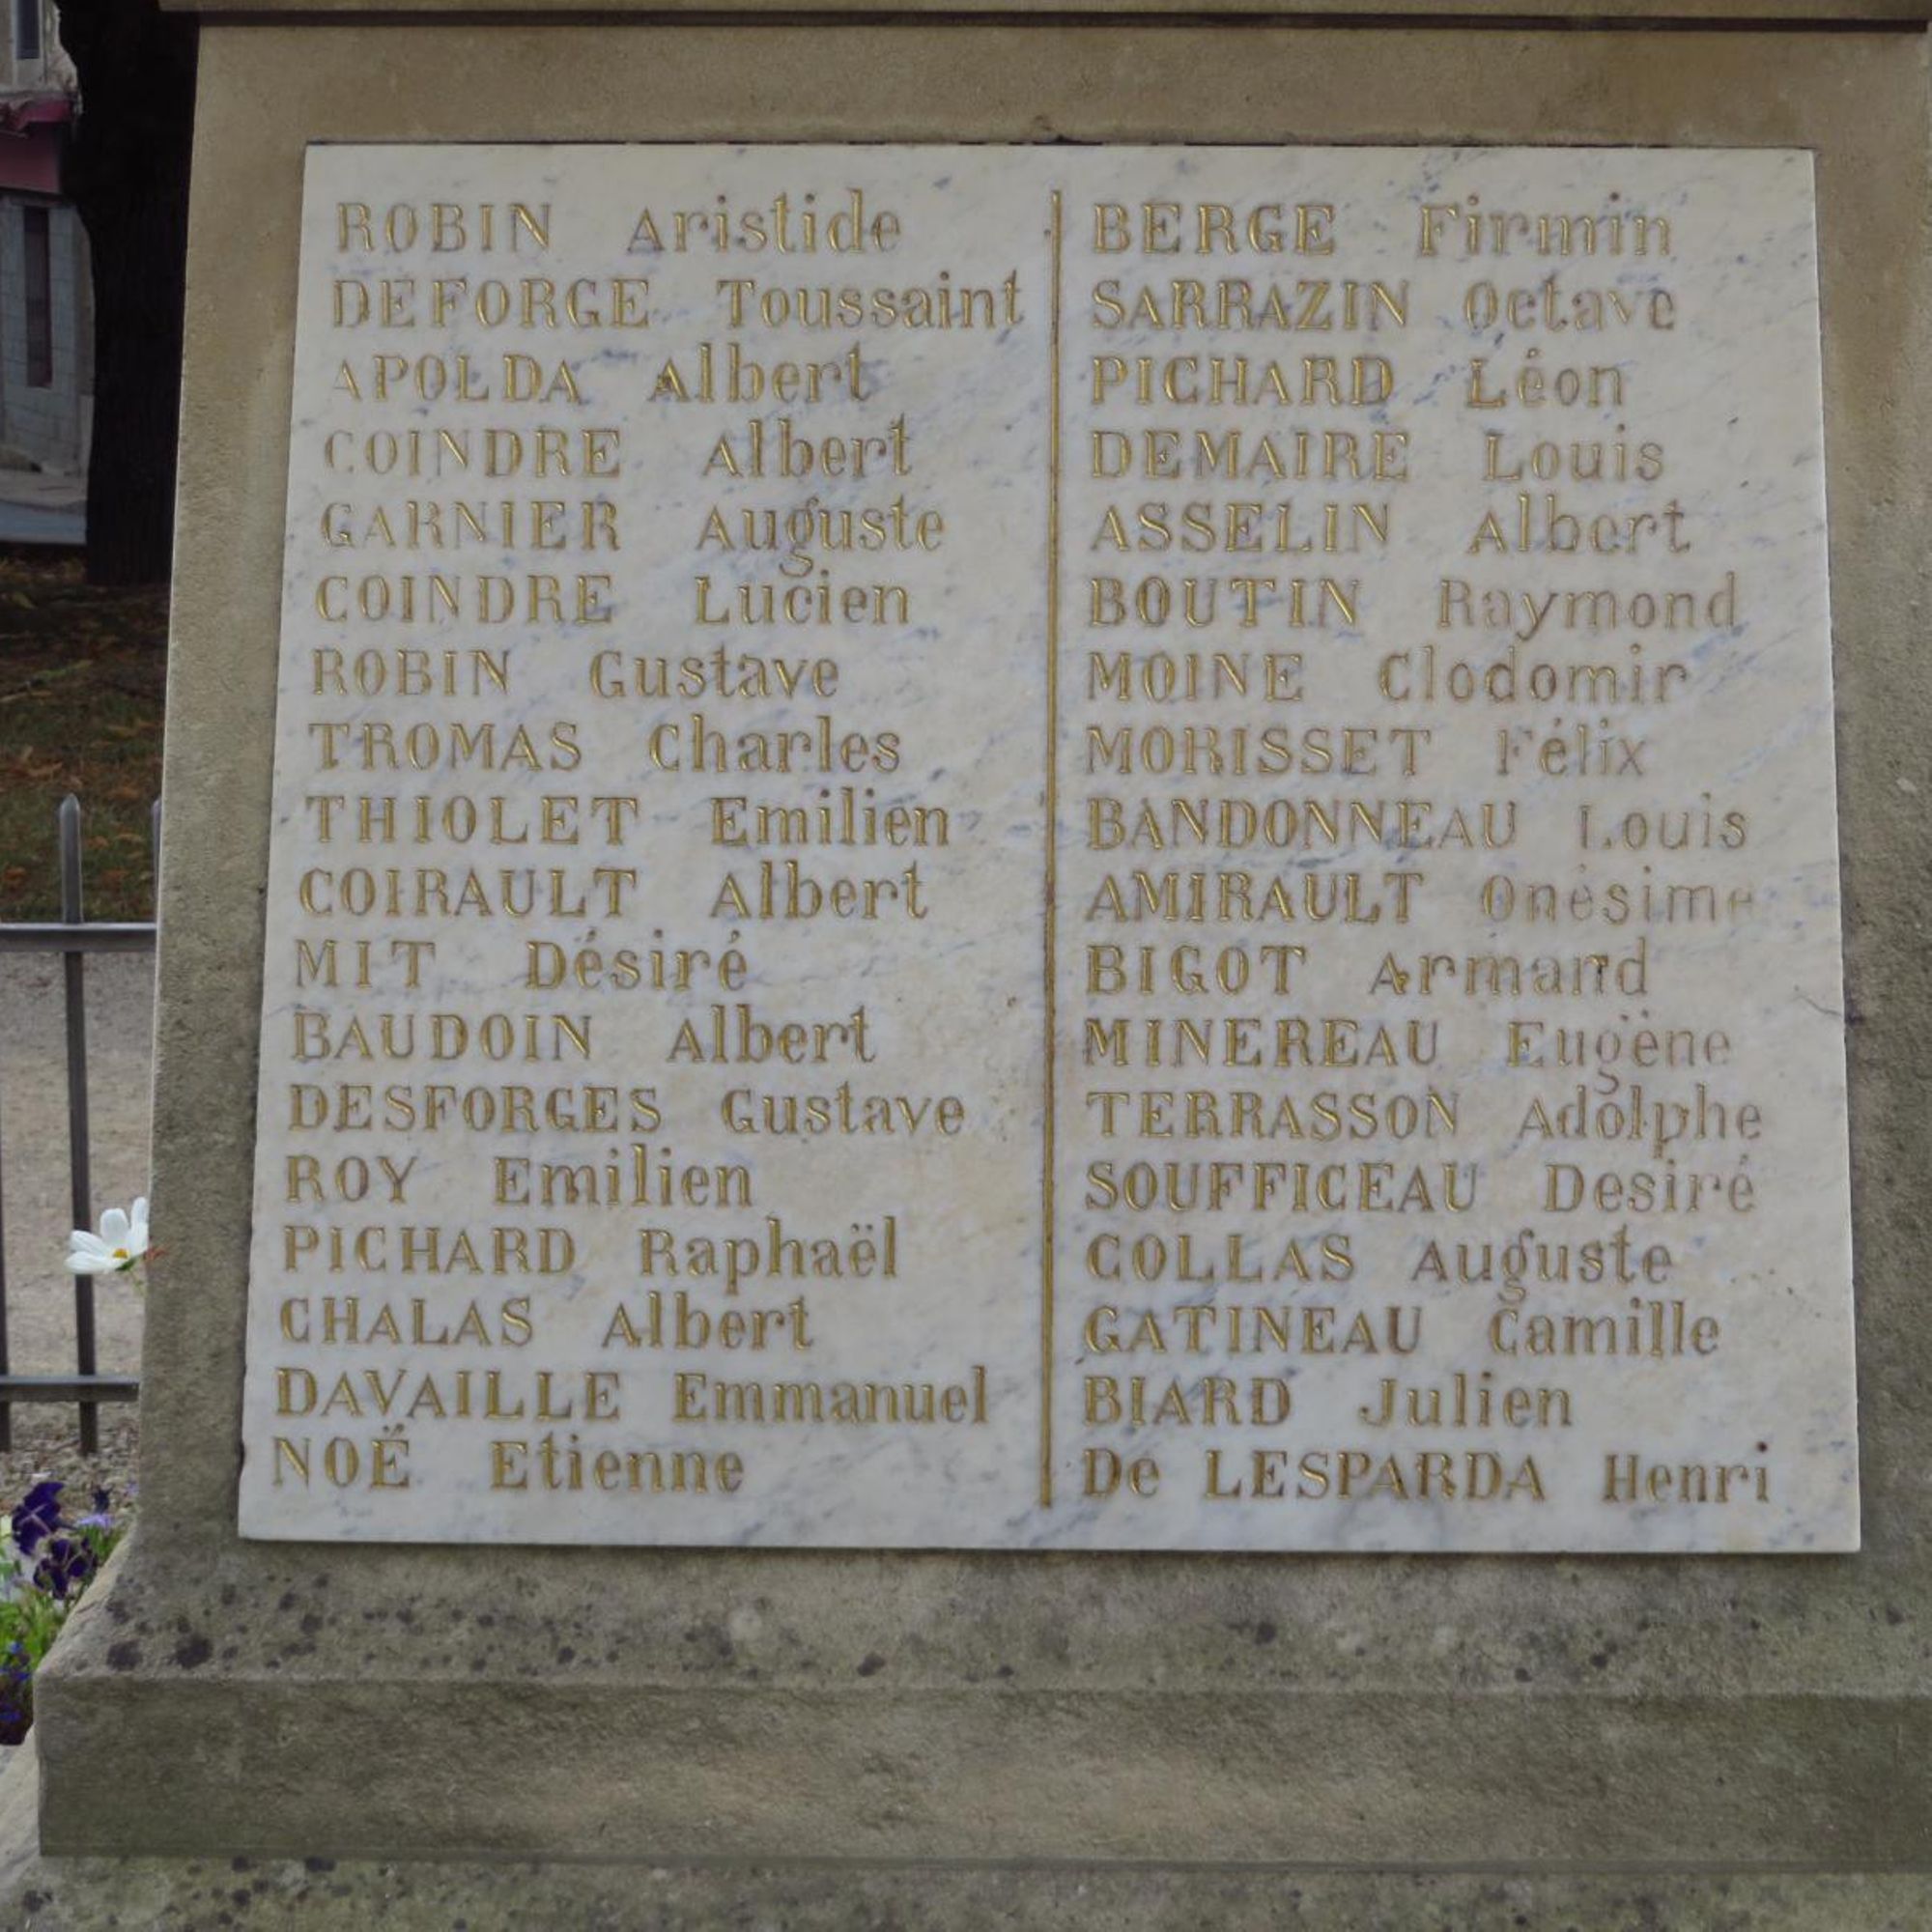 ROBIN Aristide
DEFORGE Toussaint
APOLDA Albert
COINDRE Albert
GARNIER Auguste
COINDRE Lucien
ROBIN Gustave
TROMAS Charles
THIOLET Emilien
COIRAULT Albert
MIT Désiré
BAUDOIN Albert
DESFORGES Gustave
ROY Emilien
PICHARD Raphaël
CHALAS Albert
DAVAILLE Emmanuel
NOË Etienne
BERGE Firmin
SARRAZIN Octave
PICHARD Léon
DEMAIRE Louis
ASSELIN Albert
BOUTIN Raymond
MOINE Clodomir
MORISSET Félix
BANDONNEAU Louis
AMIRAULT Onésime
BIGOT Armand
MINEREAU Eugène
TERRASSON Adolphe
SOUFFICEAU Desiré
COLLAS Auguste
GATINEAU Camille
BIARD Julien
De LESPARDA Henri